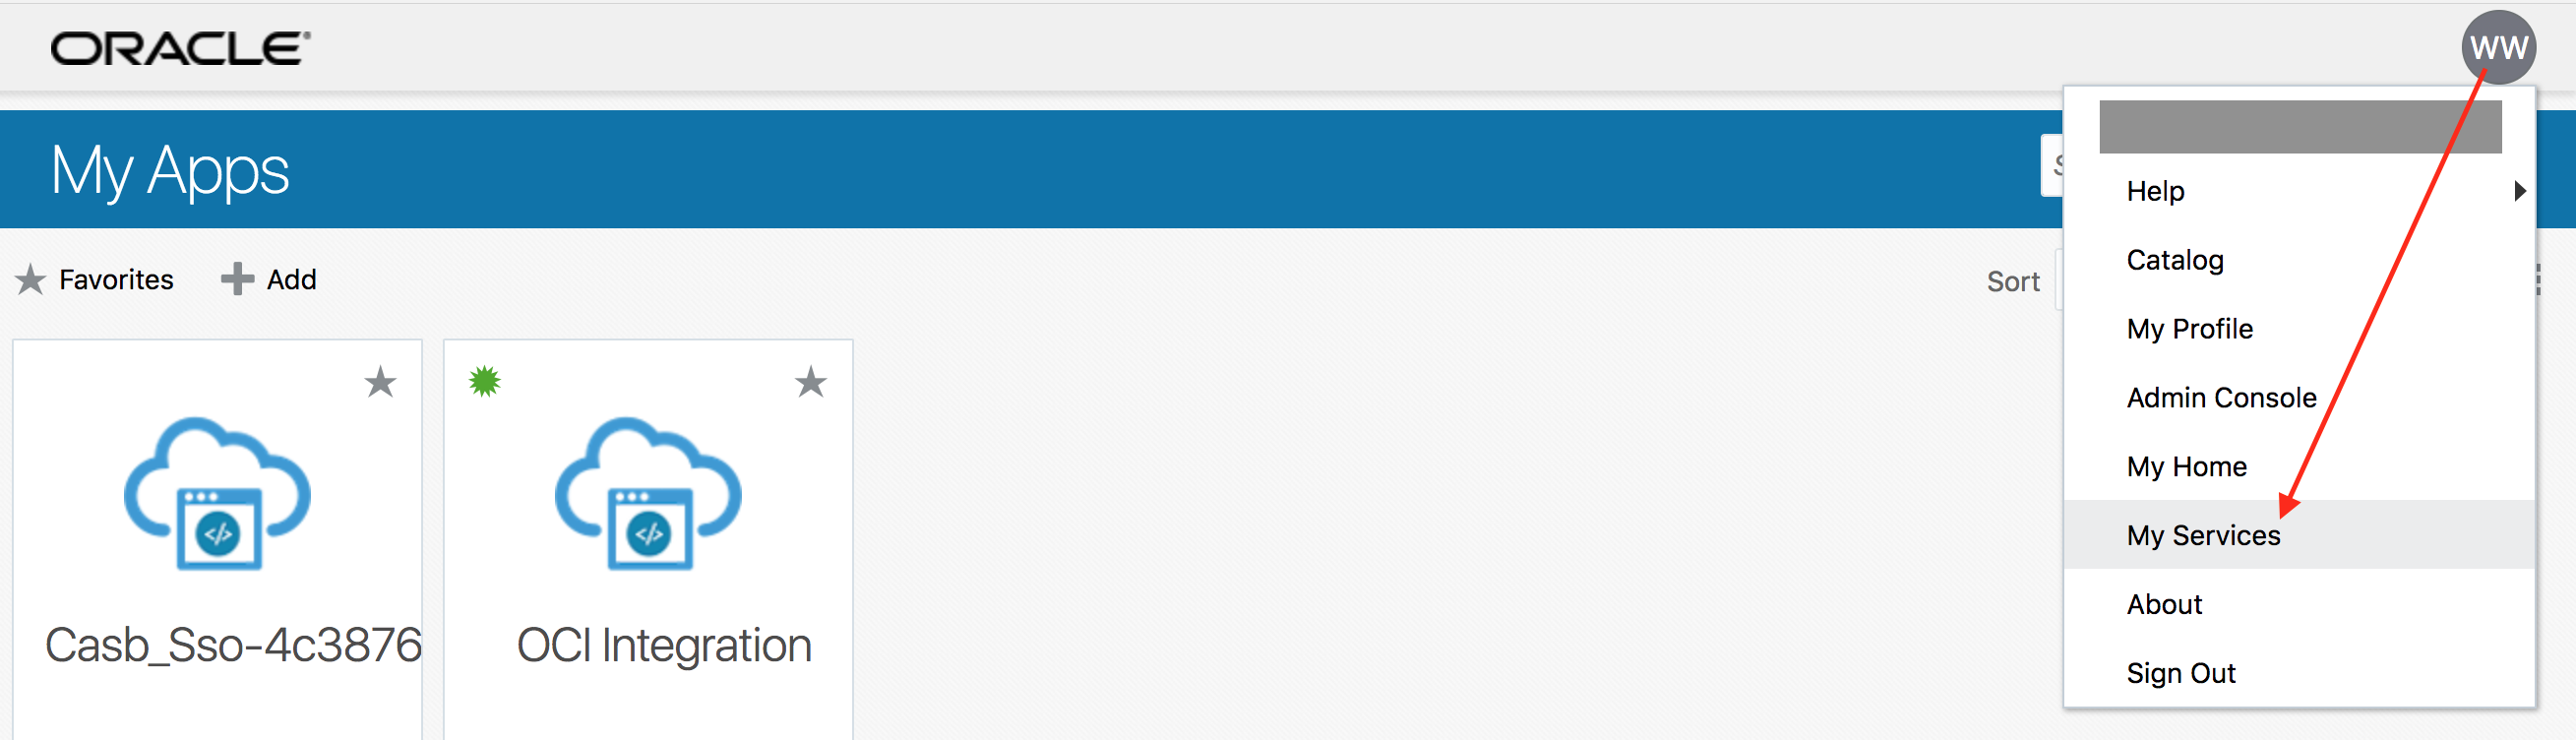 ORACLE
WW
My Apps
Favorites
Add
Sort
Help
Catalog
My Profile
Admin Console
My Home
My Services
About
Sign Out
</>
Casb_Sso-4c3876
</>
OCI Integration